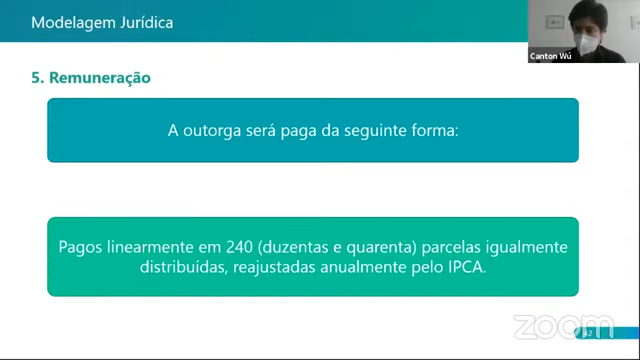 Modelagem Jurídica
Canton Wú
5. Remuneração
A outorga será paga da seguinte forma:
Pagos linearmente em 240 (duzentas e quarenta) parcelas igualmente
distribuídas, reajustadas anualmente pelo IPCA.
zoom
42